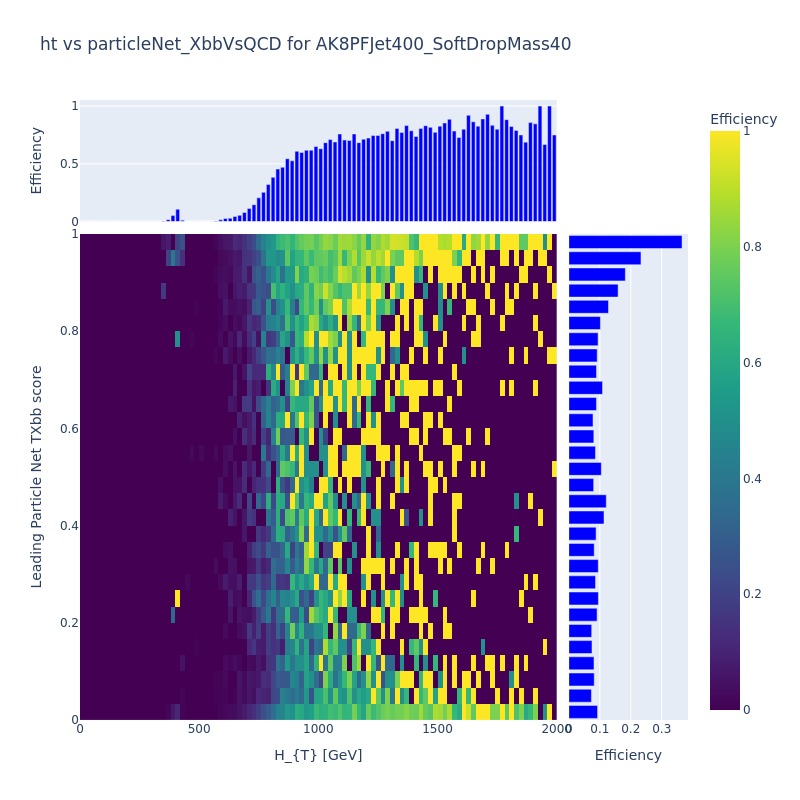 ht vs particleNet_XbbVsQCD for AK8PFJet400_SoftDropMass40
Efficiency
1
0.5
0
Efficiency
1
0.8
0.6
0.4
0.2
0
Leading Particle Net TXbb score
1
0.8
0.6
0.4
0.2
0
0 500 1000 1500 2000
H_{T} [GeV]
0 0.1 0.2 0.3
Efficiency